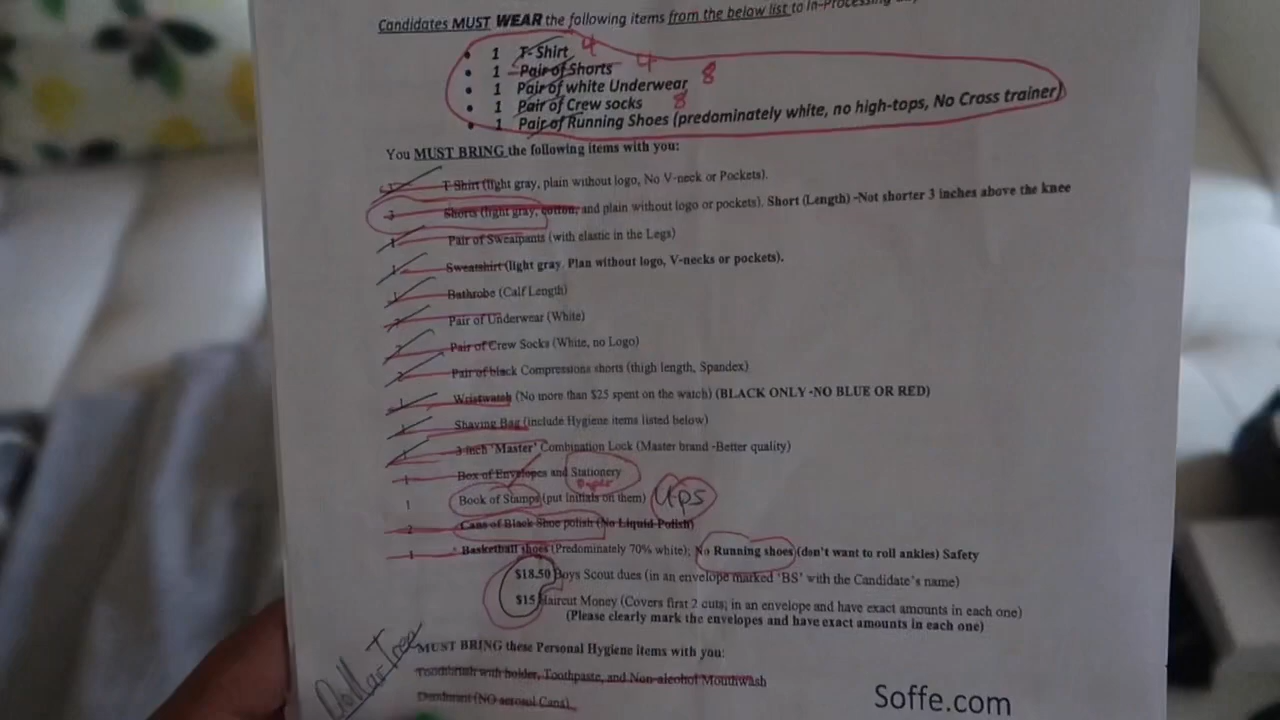 Candidates MUST WEAR the following items from the below list to In-Processing
• 1 T-Shirt 4
• 1 Pair of Shorts 4
• 1 Pair of white Underwear 8
• 1 Pair of Crew socks 8
• 1 Pair of Running Shoes (predominately white, no high-tops, No Cross trainer)
You MUST BRING the following items with you:
T-Shirt (light gray, plain without logo, No V-neck or Pockets).
3 Shorts (light gray, cotton, and plain without logo or pockets). Short (Length) -Not shorter 3 inches above the knee
1 Pair of Sweatpants (with elastic in the Legs)
1 Sweatshirt (light gray. Plan without logo, V-necks or pockets).
1 Bathrobe (Calf Length)
Pair of Underwear (White)
Pair of Crew Socks (White, no Logo)
2 Pair of black Compressions shorts (thigh length, Spandex)
1 Wristwatch (No more than $25 spent on the watch) (BLACK ONLY -NO BLUE OR RED)
1 Shaving Bag (include Hygiene items listed below)
1 3 inch 'Master' Combination Lock (Master brand -Better quality)
1 Box of Envelopes and Stationery
1 Book of Stamps (put initials on them) Ups
2 Cans of Black Shoe polish (No Liquid Polish)
1 Basketball shoes (Predominately 70% white); No Running shoes (don't want to roll ankles) Safety
$18.50 Boys Scout dues (in an envelope marked 'BS' with the Candidate's name)
$15 Haircut Money (Covers first 2 cuts; in an envelope and have exact amounts in each one)
(Please clearly mark the envelopes and have exact amounts in each one)
Dollar Tree
MUST BRING these Personal Hygiene items with you:
Toothbrush with holder, Toothpaste, and Non-alcohol Mouthwash
Deodorant (NO aerosol Cans).
Soffe.com